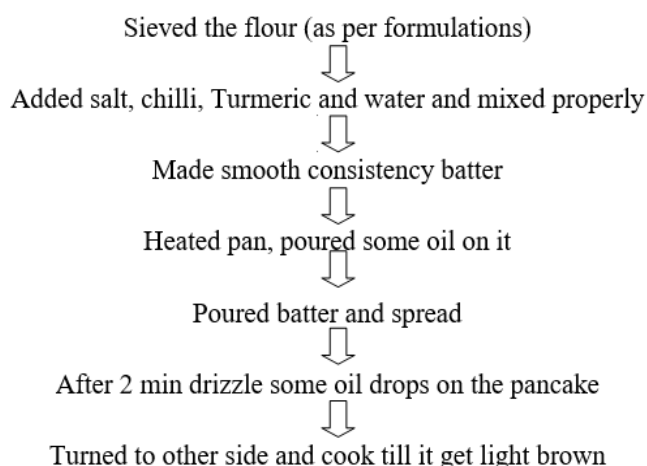 Sieved the flour (as per formulations)
Added salt, chilli, Turmeric and water and mixed properly
Made smooth consistency batter
Heated pan, poured some oil on it
Poured batter and spread
After 2 min drizzle some oil drops on the pancake
Turned to other side and cook till it get light brown